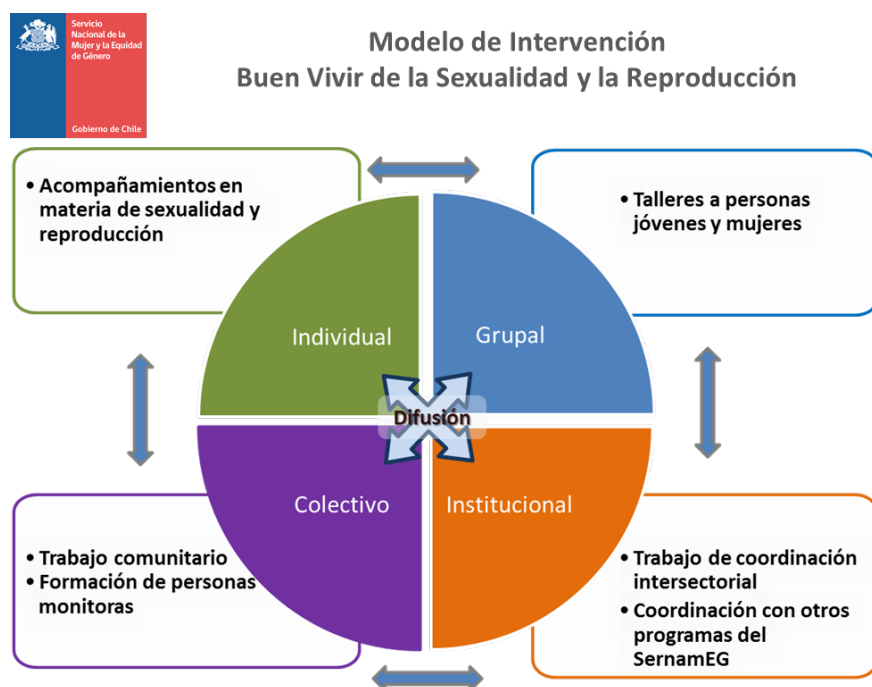 Servicio
Nacional de la
Mujer y la Equidad
de Género
Gobierno de Chile
Modelo de Intervención
Buen Vivir de la Sexualidad y la Reproducción
• Acompañamientos en
materia de sexualidad y
reproducción
• Talleres a personas
jóvenes y mujeres
Individual
Grupal
Difusión
Colectivo
Institucional
• Trabajo comunitario
• Formación de personas
monitoras
• Trabajo de coordinación
intersectorial
• Coordinación con otros
programas del
SernamEG